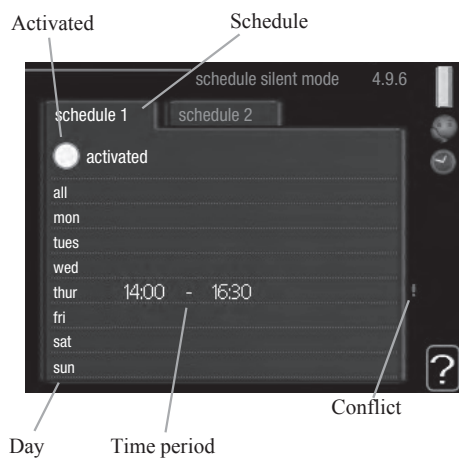 Activated
Schedule
schedule silent mode 4.9.6
schedule 1
schedule 2
activated
all
mon
tues
wed
thur 14:00 - 16:30 !
fri
sat
sun
?
Conflict
Day
Time period